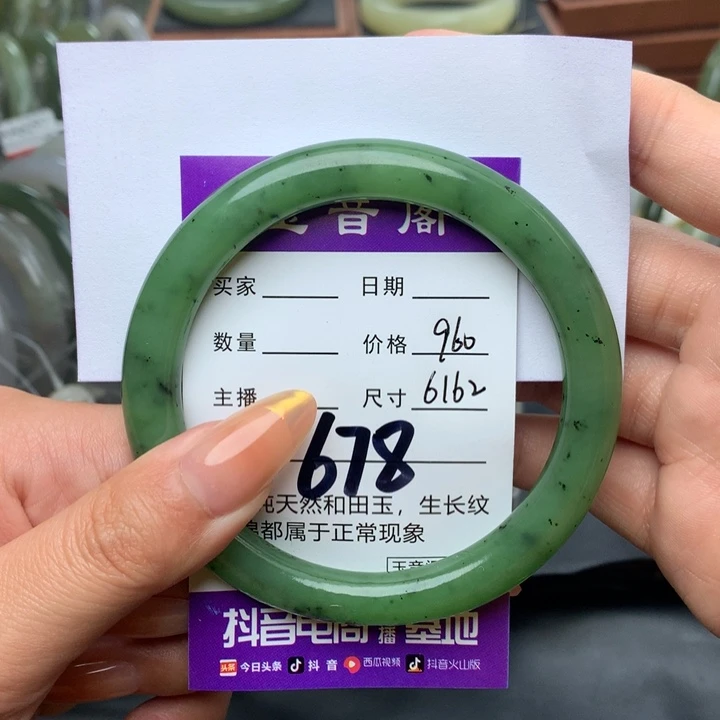 音阁
买家 日期
数量 价格 960
主播 尺寸 6162
678
纯天然和田玉，生长纹
都属于正常现象
抖音电商 播 基地
头条 今日头条 抖音 西瓜视频 抖音火山版